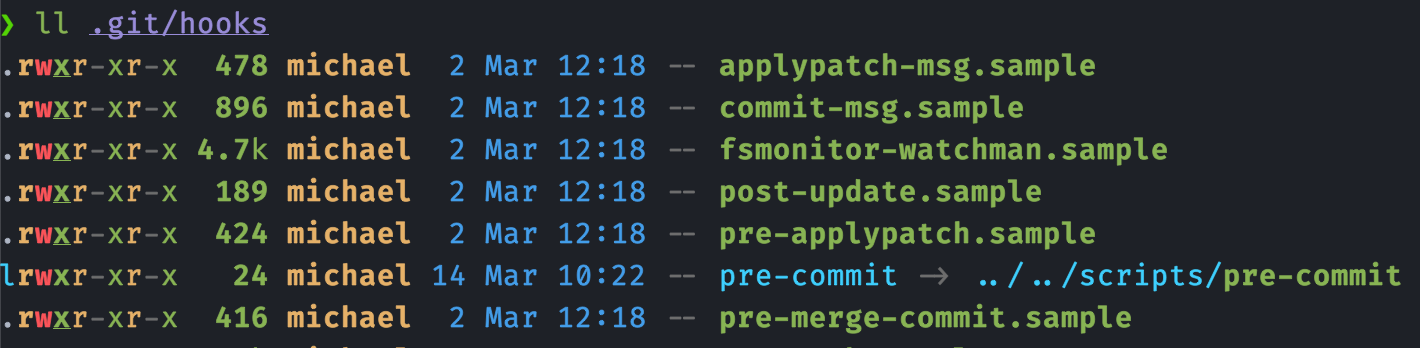 ❯ ll .git/hooks
.rwxr-xr-x 478 michael 2 Mar 12:18 -- applypatch-msg.sample
.rwxr-xr-x 896 michael 2 Mar 12:18 -- commit-msg.sample
.rwxr-xr-x 4.7k michael 2 Mar 12:18 -- fsmonitor-watchman.sample
.rwxr-xr-x 189 michael 2 Mar 12:18 -- post-update.sample
.rwxr-xr-x 424 michael 2 Mar 12:18 -- pre-applypatch.sample
lrwxr-xr-x 24 michael 14 Mar 10:22 -- pre-commit -> ../../scripts/pre-commit
.rwxr-xr-x 416 michael 2 Mar 12:18 -- pre-merge-commit.sample